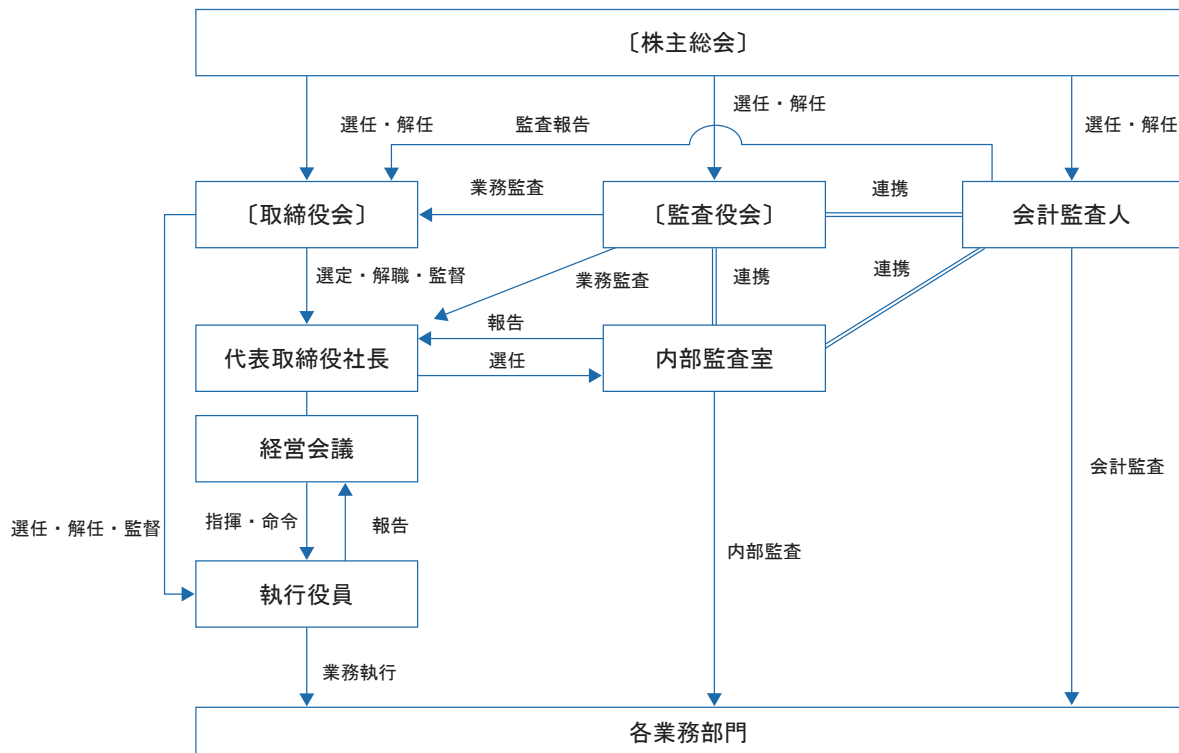 〔株主総会〕
選任・解任
監査報告
選任・解任
選任・解任
〔取締役会〕
業務監査
〔監査役会〕
連携
会計監査人
選定・解職・監督
業務監査
連携
連携
代表取締役社長
報告
選任
内部監査室
経営会議
会計監査
選任・解任・監督
指揮・命令
報告
内部監査
執行役員
業務執行
各業務部門